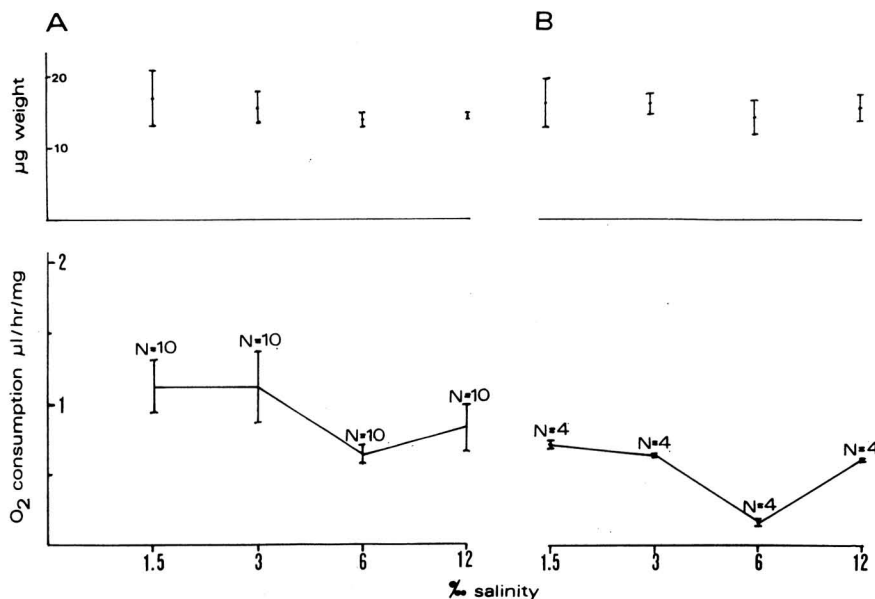 A
B
µg weight
20
10
O2 consumption µl/hr/mg
2
1
N=10
N=10
N=10
N=10
N=4
N=4
N=4
N=4
1.5
3
6
12
1.5
3
6
12
‰ salinity